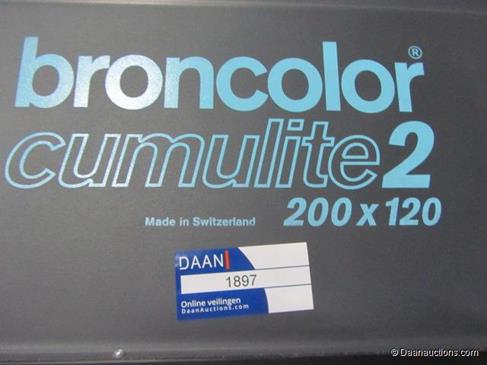 broncolor®
cumulite2
Made in Switzerland 200 x 120
DAAN
1897
Online veilingen
DaanAuctions.com
© Daanauctions.com